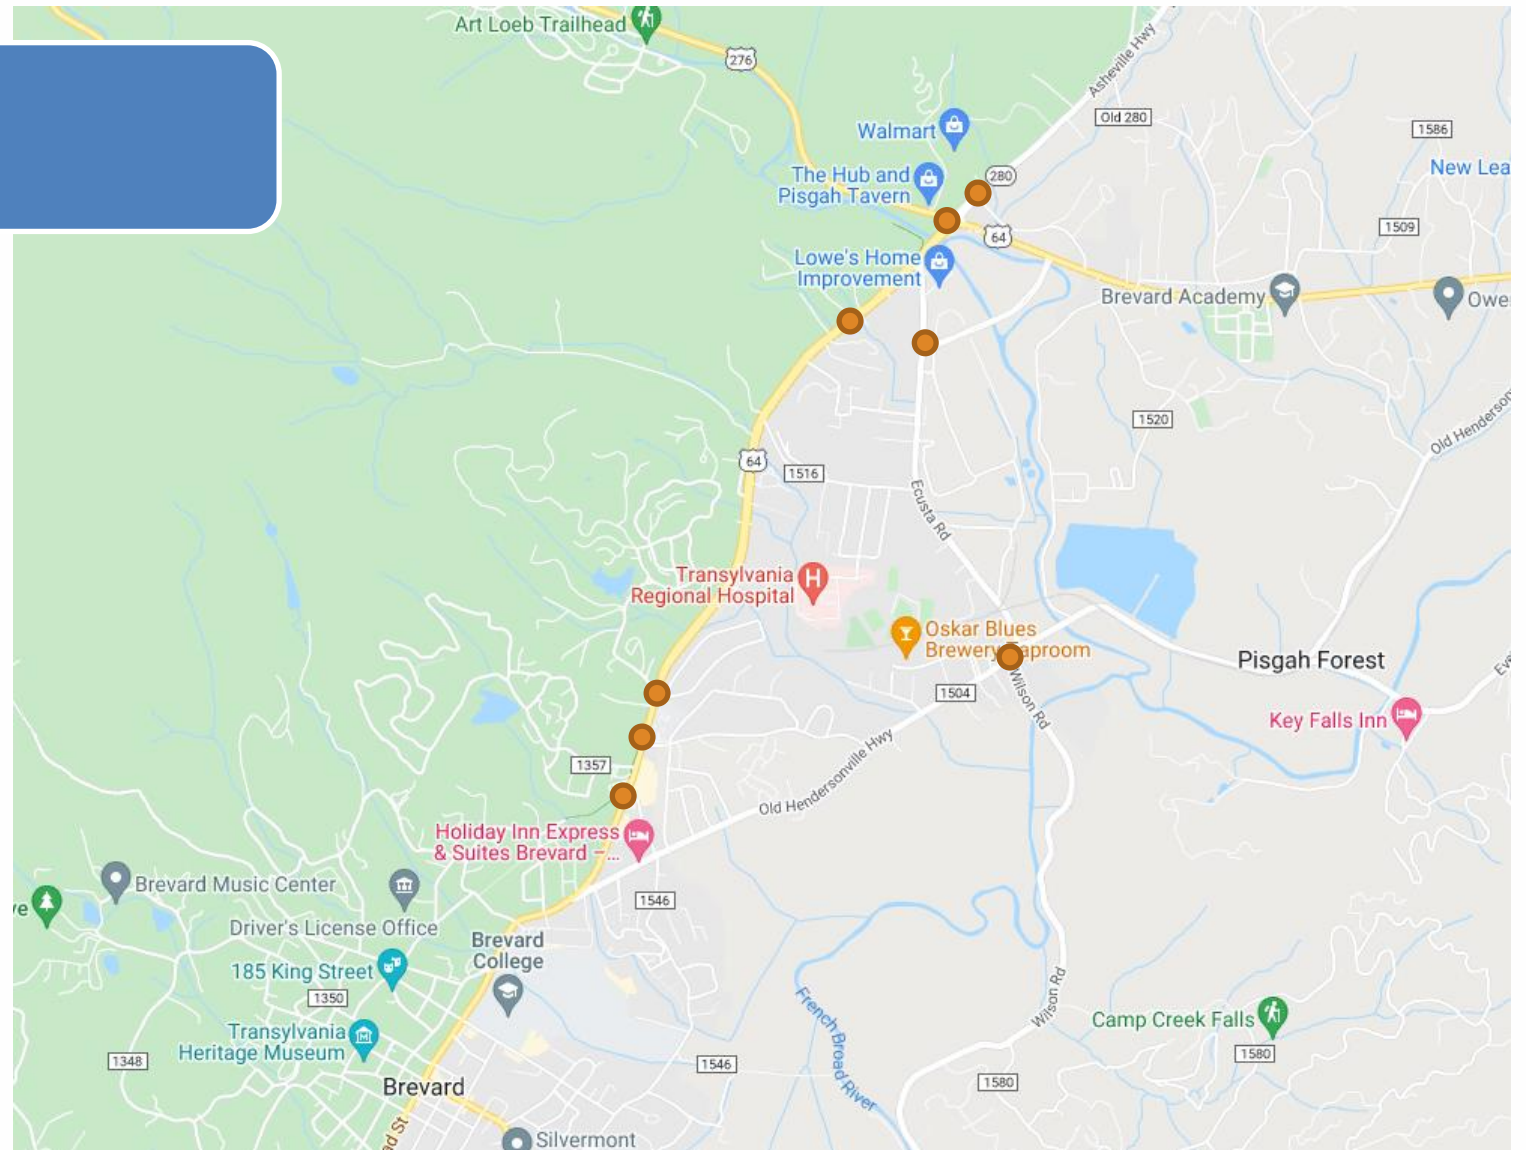 Art Loeb Trailhead
276
Asheville Hwy
Old 280
Walmart
1586
The Hub and
Pisgah Tavern
280
New Lea
1509
64
Lowe's Home
Improvement
Brevard Academy
Owe
1520
Old Henderson
64
1516
Ecusta Rd
Transylvania
Regional Hospital
Oskar Blues
Brewery Taproom
Pisgah Forest
Wilson Rd
1504
Key Falls Inn
Old Hendersonville Hwy
1357
Holiday Inn Express
& Suites Brevard –...
Brevard Music Center
1546
Driver's License Office
Brevard
College
185 King Street
1350
French Broad River
Wilson Rd
Camp Creek Falls
Transylvania
Heritage Museum
1348
1546
1580
1580
Brevard
Silvermont